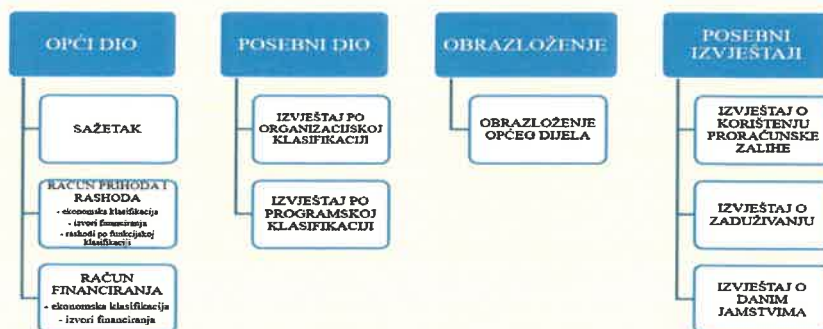 OPĆI DIO
SAŽETAK
RAČUN PRIHODA I
RASHODA
- ekonomska klasifikacija
- izvori financiranja
- rashodi po funkcijskoj
klasifikaciji
RAČUN
FINANCIRANJA
- ekonomska klasifikacija
- izvori financiranja
POSEBNI DIO
IZVJEŠTAJ PO
ORGANIZACIJSKOJ
KLASIFIKACIJI
IZVJEŠTAJ PO
PROGRAMSKOJ
KLASIFIKACIJI
OBRAZLOŽENJE
OBRAZLOŽENJE
OPĆEG DIJELA
POSEBNI
IZVJEŠTAJI
IZVJEŠTAJ O
KORIŠTENJU
PRORAČUNSKE
ZALIHE
IZVJEŠTAJ O
ZADUŽIVANJU
IZVJEŠTAJ O
DANIM
JAMSTVIMA